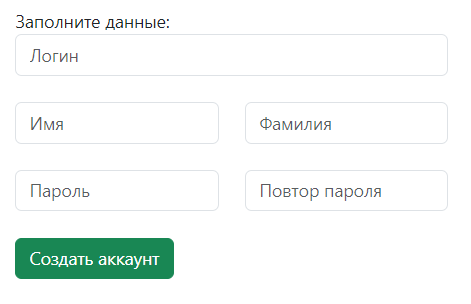 Заполните данные:
Логин
Имя Фамилия
Пароль Повтор пароля
Создать аккаунт